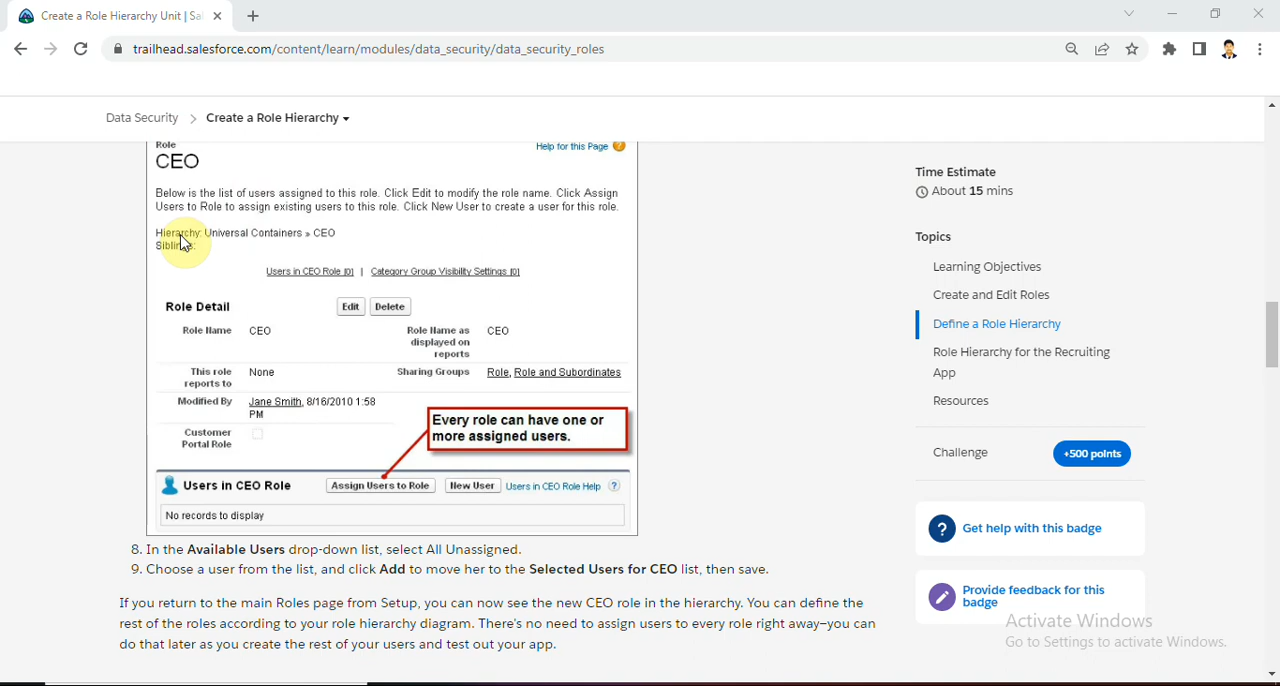 Create a Role Hierarchy Unit | Sa
trailhead.salesforce.com/content/learn/modules/data_security/data_security_roles
Data Security > Create a Role Hierarchy
Role
CEO
Help for this Page ?
Below is the list of users assigned to this role. Click Edit to modify the role name. Click Assign
Users to Role to assign existing users to this role. Click New User to create a user for this role.
Hierarchy: Universal Containers » CEO
Siblings:
Users in CEO Role [0] | Category Group Visibility Settings [0]
Role Detail
Edit
Delete
Role Name CEO
Role Name as
displayed on
reports
CEO
This role
reports to
None
Sharing Groups Role, Role and Subordinates
Modified By Jane Smith, 8/16/2010 1:58
PM
Customer
Portal Role
Every role can have one or
more assigned users.
Users in CEO Role
Assign Users to Role
New User
Users in CEO Role Help ?
No records to display
8. In the Available Users drop-down list, select All Unassigned.
9. Choose a user from the list, and click Add to move her to the Selected Users for CEO list, then save.
If you return to the main Roles page from Setup, you can now see the new CEO role in the hierarchy. You can define the
rest of the roles according to your role hierarchy diagram. There's no need to assign users to every role right away—you can
do that later as you create the rest of your users and test out your app.
Time Estimate
About 15 mins
Topics
Learning Objectives
Create and Edit Roles
Define a Role Hierarchy
Role Hierarchy for the Recruiting
App
Resources
Challenge
+500 points
? Get help with this badge
Provide feedback for this
badge
Activate Windows
Go to Settings to activate Windows.